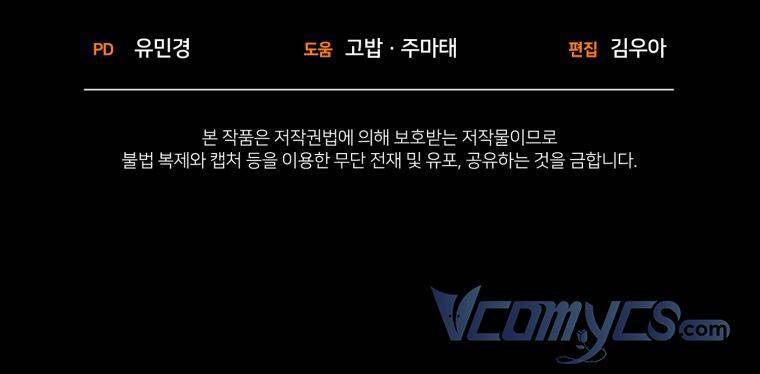 PD 유민경 도움 고밥 · 주마태 편집 김우아
본 작품은 저작권법에 의해 보호받는 저작물이므로
불법 복제와 캡처 등을 이용한 무단 전재 및 유포, 공유하는 것을 금합니다.
Vcomycs.com